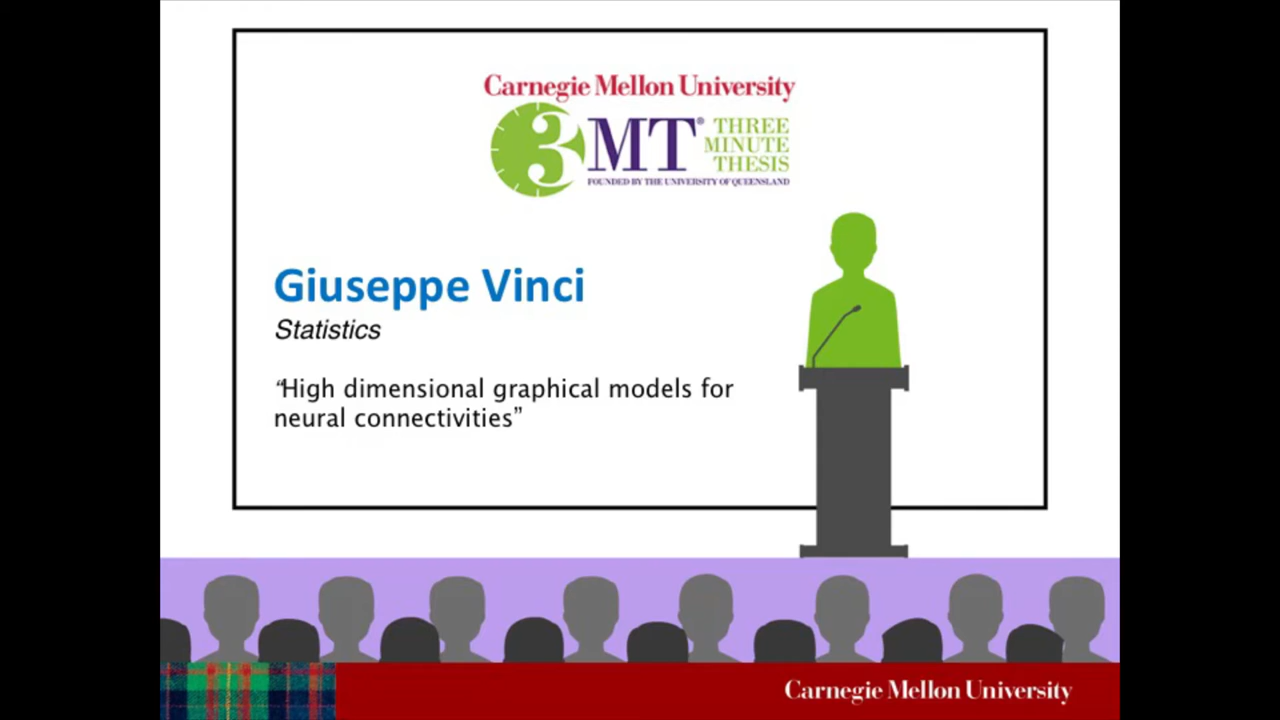 Carnegie Mellon University
3MT® THREE
MINUTE
THESIS
FOUNDED BY THE UNIVERSITY OF QUEENSLAND
Giuseppe Vinci
Statistics
“High dimensional graphical models for
neural connectivities”
Carnegie Mellon University